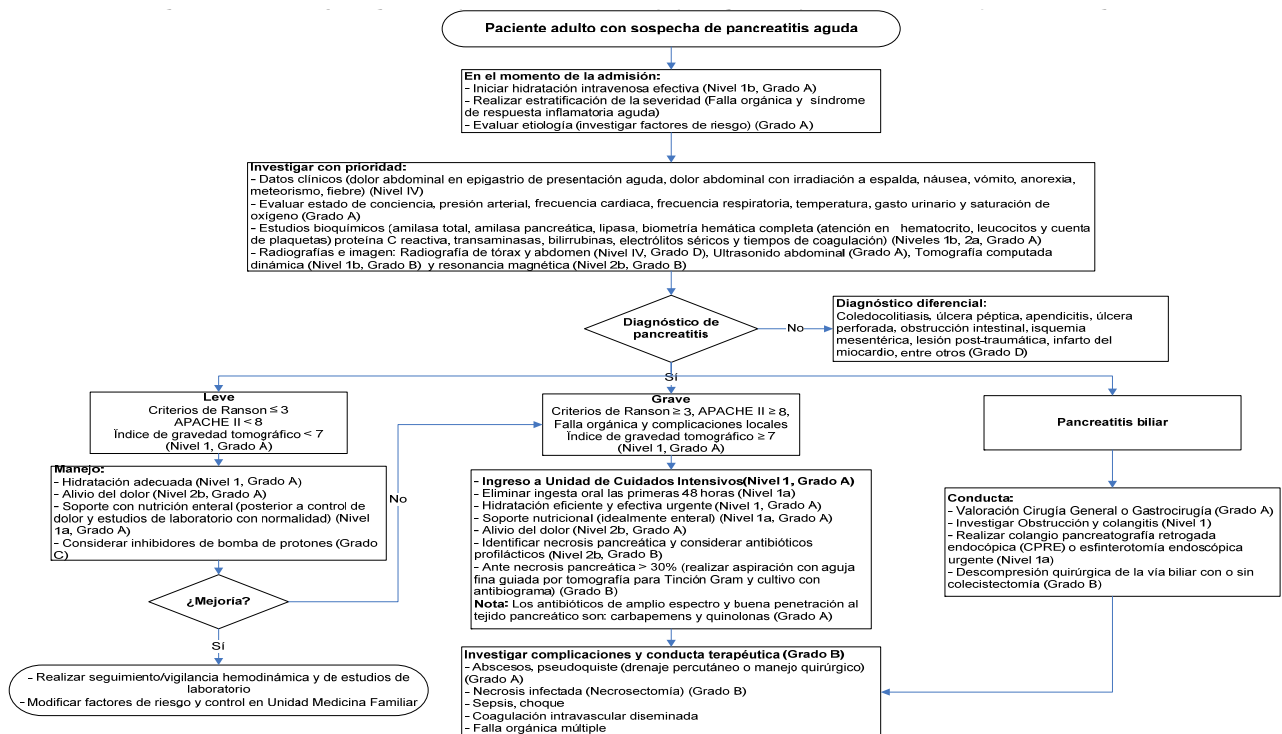 Paciente adulto con sospecha de pancreatitis aguda
En el momento de la admisión:
- Iniciar hidratación intravenosa efectiva (Nivel 1b, Grado A)
- Realizar estratificación de la severidad (Falla orgánica y síndrome
de respuesta inflamatoria aguda)
- Evaluar etiología (investigar factores de riesgo) (Grado A)
Investigar con prioridad:
- Datos clínicos (dolor abdominal en epigastrio de presentación aguda, dolor abdominal con irradiación a espalda, náusea, vómito, anorexia,
meteorismo, fiebre) (Nivel IV)
- Evaluar estado de conciencia, presión arterial, frecuencia cardiaca, frecuencia respiratoria, temperatura, gasto urinario y saturación de
oxígeno (Grado A)
- Estudios bioquímicos (amilasa total, amilasa pancreática, lipasa, biometría hemática completa (atención en hematocrito, leucocitos y cuenta
de plaquetas) proteína C reactiva, transaminasas, bilirrubinas, electrólitos séricos y tiempos de coagulación) (Niveles 1b, 2a, Grado A)
- Radiografías e imagen: Radiografía de tórax y abdomen (Nivel IV, Grado D), Ultrasonido abdominal (Grado A), Tomografía computada
dinámica (Nivel 1b, Grado B) y resonancia magnética (Nivel 2b, Grado B)
Diagnóstico de
pancreatitis
No
Diagnóstico diferencial:
Coledocolitiasis, úlcera péptica, apendicitis, úlcera
perforada, obstrucción intestinal, isquemia
mesentérica, lesión post-traumática, infarto del
miocardio, entre otros (Grado D)
Sí
Leve
Criterios de Ranson ≤ 3
APACHE II < 8
Ïndice de gravedad tomográfico < 7
(Nivel 1, Grado A)
Manejo:
- Hidratación adecuada (Nivel 1, Grado A)
- Alivio del dolor (Nivel 2b, Grado A)
- Soporte con nutrición enteral (posterior a control de
dolor y estudios de laboratorio con normalidad) (Nivel
1a, Grado A)
- Considerar inhibidores de bomba de protones (Grado
C)
¿Mejoría?
No
Sí
- Realizar seguimiento/vigilancia hemodinámica y de estudios de
laboratorio
- Modificar factores de riesgo y control en Unidad Medicina Familiar
Grave
Criterios de Ranson ≥ 3, APACHE II ≥ 8,
Falla orgánica y complicaciones locales
Ïndice de gravedad tomográfico ≥ 7
(Nivel 1, Grado A)
- Ingreso a Unidad de Cuidados Intensivos(Nivel 1, Grado A)
- Eliminar ingesta oral las primeras 48 horas (Nivel 1a)
- Hidratación eficiente y efectiva urgente (Nivel 1, Grado A)
- Soporte nutricional (idealmente enteral) (Nivel 1a, Grado A)
- Alivio del dolor (Nivel 2b, Grado A)
- Identificar necrosis pancreática y considerar antibióticos
profilácticos (Nivel 2b, Grado B)
- Ante necrosis pancreática > 30% (realizar aspiración con aguja
fina guiada por tomografía para Tinción Gram y cultivo con
antibiograma) (Grado B)
Nota: Los antibióticos de amplio espectro y buena penetración al
tejido pancreático son: carbapemens y quinolonas (Grado A)
Investigar complicaciones y conducta terapéutica (Grado B)
- Abscesos, pseudoquiste (drenaje percutáneo o manejo quirúrgico)
(Grado A)
- Necrosis infectada (Necrosectomía) (Grado B)
- Sepsis, choque
- Coagulación intravascular diseminada
- Falla orgánica múltiple
Pancreatitis biliar
Conducta:
- Valoración Cirugía General o Gastrocirugía (Grado A)
- Investigar Obstrucción y colangitis (Nivel 1)
- Realizar colangio pancreatografía retrogada
endocópica (CPRE) o esfinterotomía endoscópica
urgente (Nivel 1a)
- Descompresión quirúrgica de la vía biliar con o sin
colecistectomía (Grado B)